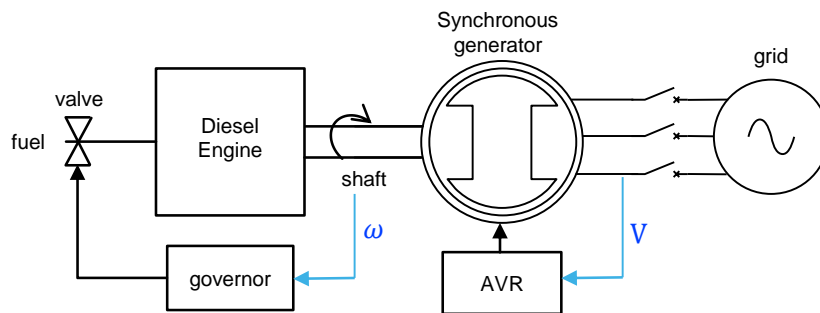 Synchronous
generator
grid
valve
fuel
Diesel
Engine
shaft
ω
V
governor
AVR